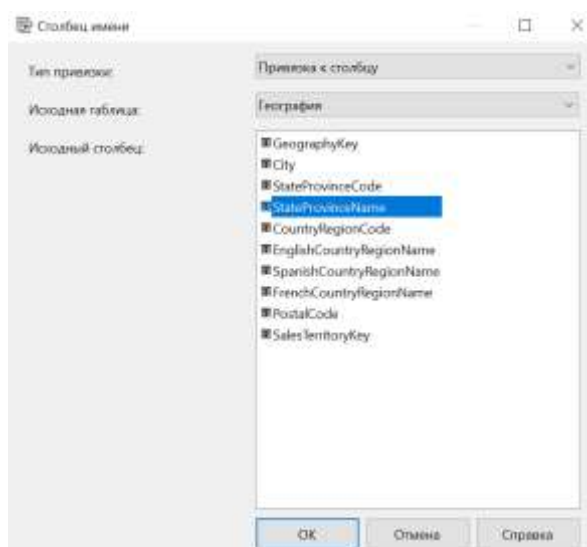 Столбец имени
Тип привязки:
Привязка к столбцу
Исходная таблица:
География
Исходный столбец:
GeographyKey
City
StateProvinceCode
StateProvinceName
CountryRegionCode
EnglishCountryRegionName
SpanishCountryRegionName
FrenchCountryRegionName
PostalCode
SalesTerritoryKey
ОК
Отмена
Справка